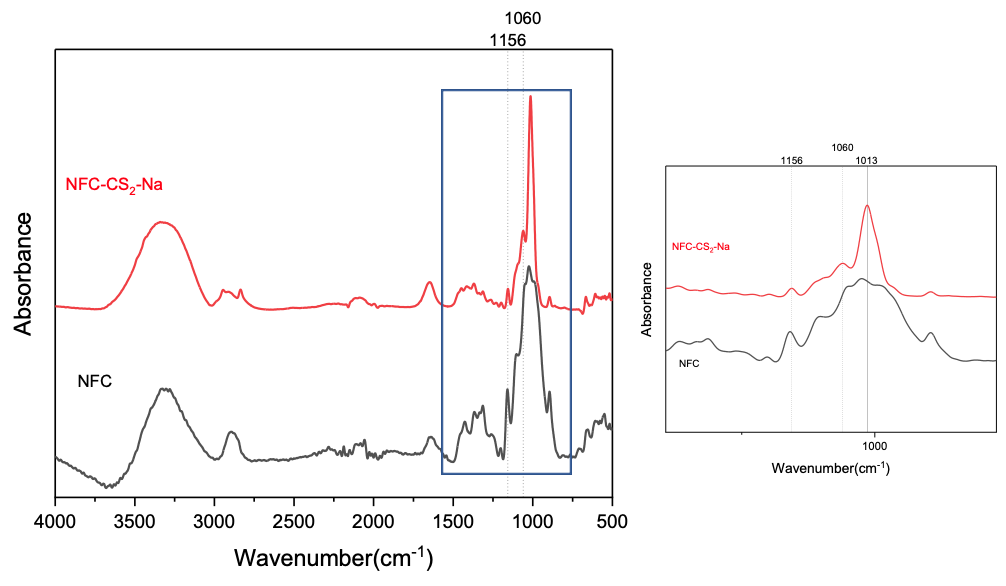 1060
1156
NFC-CS2-Na
NFC
Absorbance
4000 3500 3000 2500 2000 1500 1000 500
Wavenumber(cm-1)
1060
1156 1013
NFC-CS2-Na
NFC
Absorbance
1000
Wavenumber(cm-1)